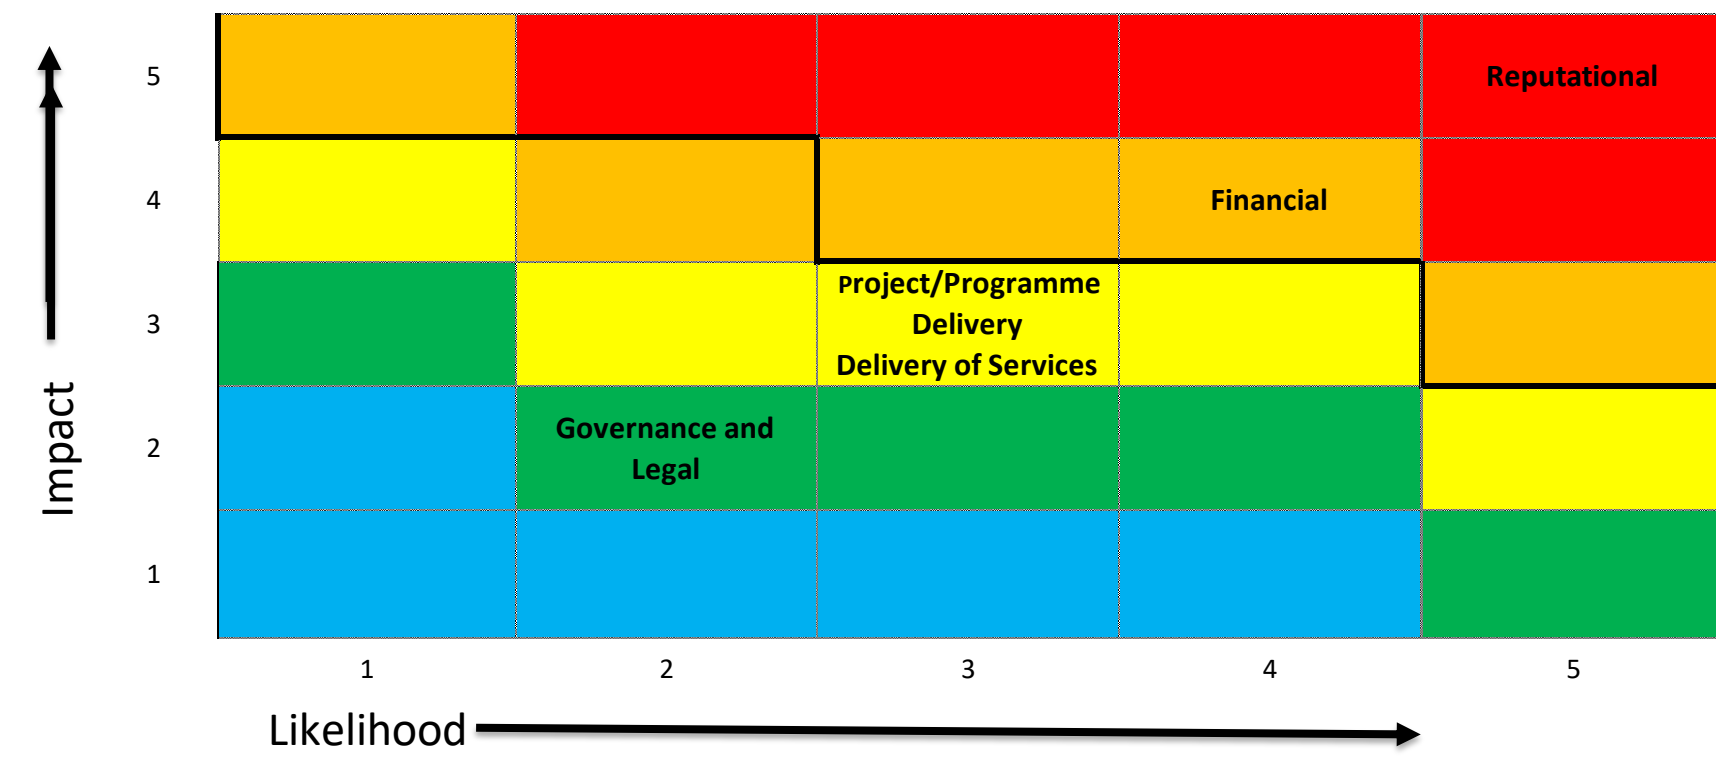 5
Reputational
4
Financial
3
Project/Programme
Delivery
Delivery of Services
2
Governance and
Legal
1
1 2 3 4 5
Impact
Likelihood